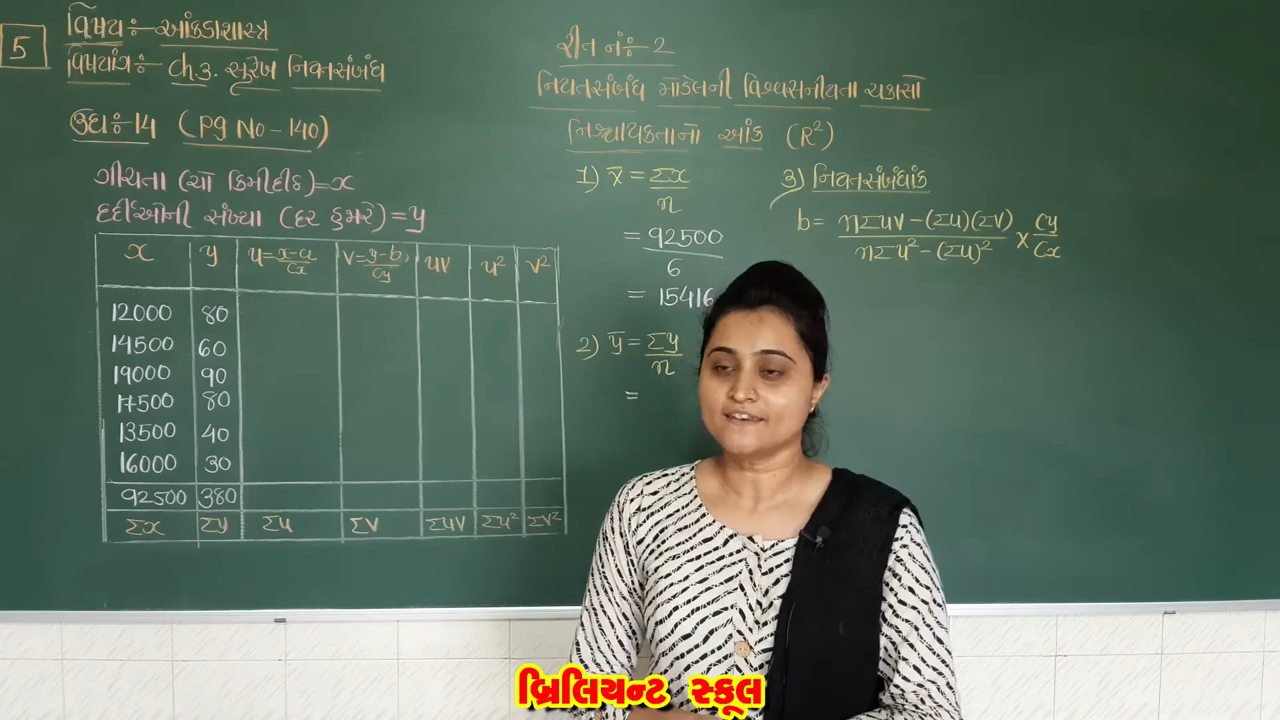 5
વિષય :- આંકડાશાસ્ત્ર
વિષયાંગ :- Ch 3. સુરેખ નિયતસંબંધ
ઉદા :- 14 (Pg No - 140)
ગીચતા (ચો કિમીદીઠ) = x
દર્દીઓની સંખ્યા (દર હજારે) = y
x y u = x-a/Cx v = y-b/Cy uv u² v²
12000 80
14500 60
19000 90
17500 80
13500 40
16000 30
92500 380
Σx Σy Σu Σv Σuv Σu² Σv²
રીત નં :- 2
નિયતસંબંધ મોડેલની વિશ્વસનીયતા ચકાસો
નિશ્ચાયકતાનો આંક (R²)
1) x̄ = Σx/n
= 92500/6
= 15416
2) ȳ = Σy/n
=
3) નિયતસંબંધાંક
b = nΣuv - (Σu)(Σv) / nΣu² - (Σu)² × Cy/Cx
બ્રિલિયન્ટ સ્કૂલ